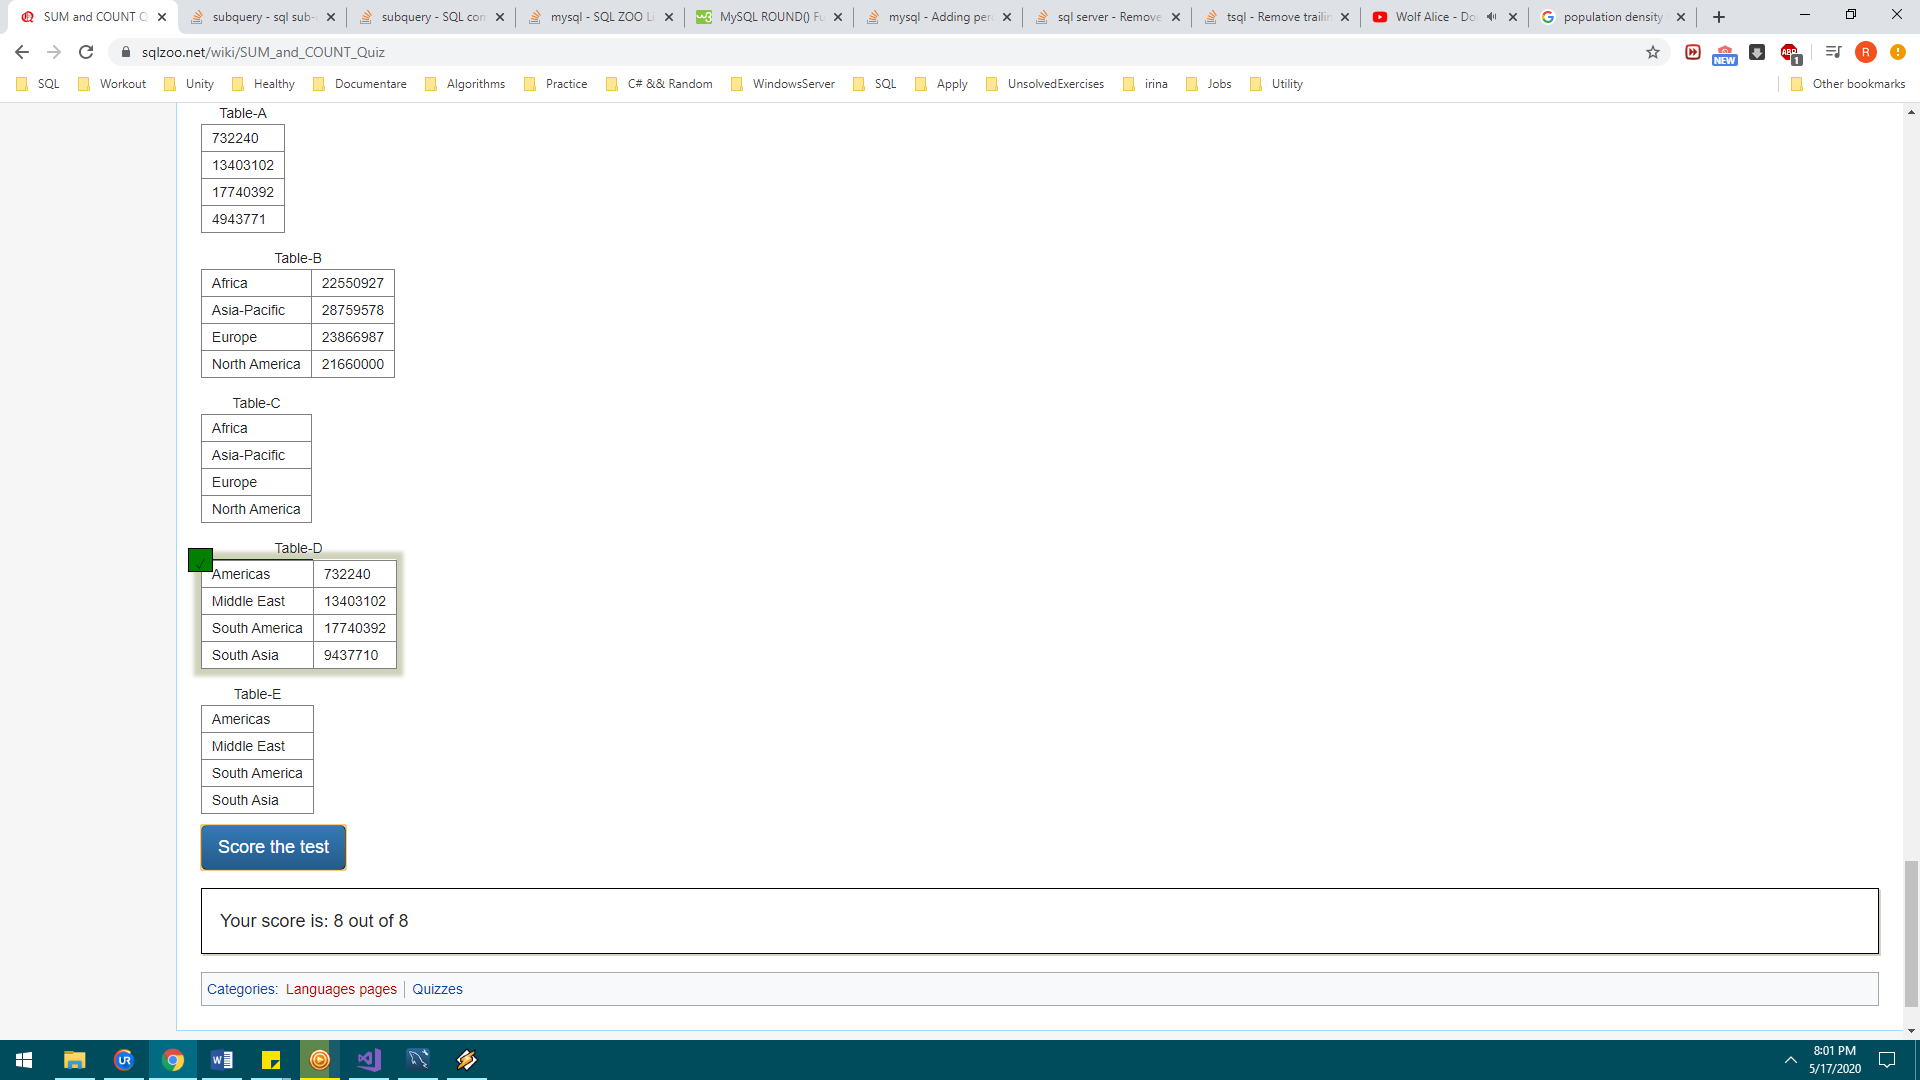 SUM and COUNT Q
subquery - sql sub-
subquery - SQL con
mysql - SQL ZOO Li
MySQL ROUND() Fu
mysql - Adding per
sql server - Remove
tsql - Remove trailin
Wolf Alice - Do
population density
sqlzoo.net/wiki/SUM_and_COUNT_Quiz
NEW
ABP
1
R
SQL
Workout
Unity
Healthy
Documentare
Algorithms
Practice
C# && Random
WindowsServer
SQL
Apply
UnsolvedExercises
irina
Jobs
Utility
Other bookmarks
Table-A
732240
13403102
17740392
4943771
Table-B
Africa 22550927
Asia-Pacific 28759578
Europe 23866987
North America 21660000
Table-C
Africa
Asia-Pacific
Europe
North America
Table-D
Americas 732240
Middle East 13403102
South America 17740392
South Asia 9437710
Table-E
Americas
Middle East
South America
South Asia
Score the test
Your score is: 8 out of 8
Categories: Languages pages | Quizzes
UR
W
8:01 PM
5/17/2020